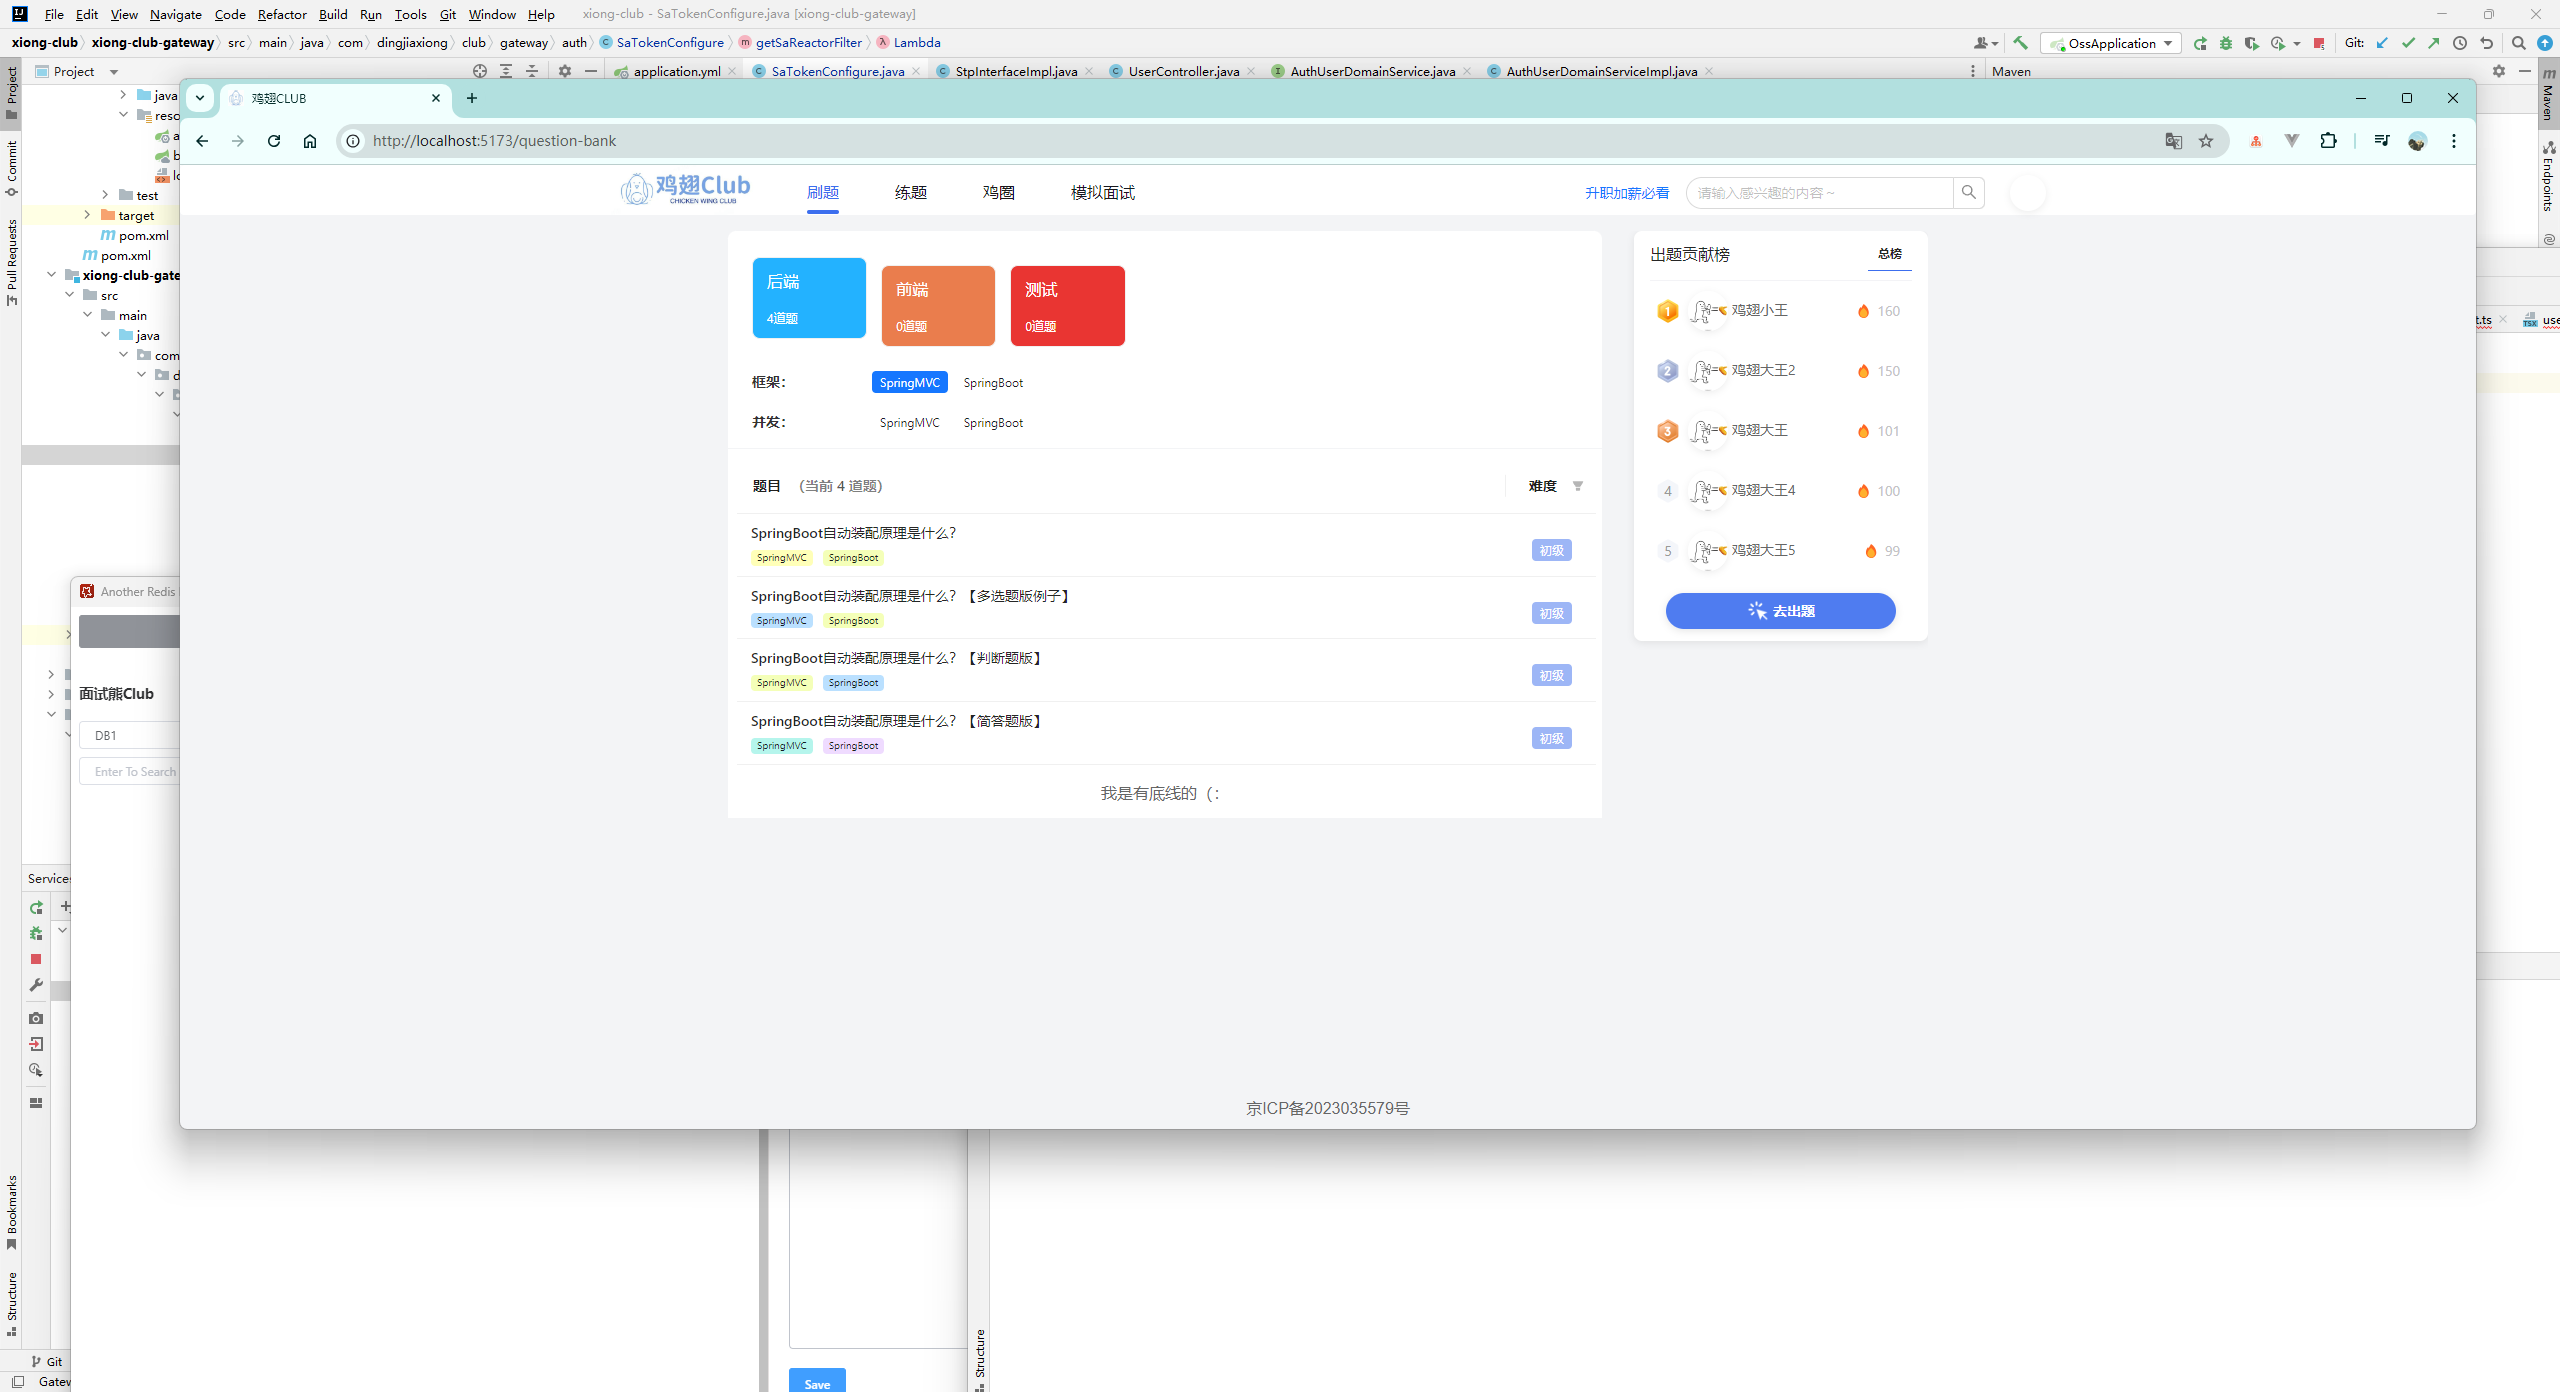 File Edit View Navigate Code Refactor Build Run Tools Git Window Help xiong-club - SaTokenConfigure.java [xiong-club-gateway]
xiong-club xiong-club-gateway src main java com dingjiaxiong club gateway auth SaTokenConfigure getSaReactorFilter Lambda OssApplication Git:
Project application.yml SaTokenConfigure.java StpInterfaceImpl.java UserController.java AuthUserDomainService.java AuthUserDomainServiceImpl.java Maven
Project
Commit
Pull Requests
Bookmarks
Structure
Maven
Endpoints
java
reso
test
target
pom.xml
pom.xml
xiong-club-gate
src
main
java
com
d
鸡翅CLUB
http://localhost:5173/question-bank
鸡翅Club
CHICKEN WING CLUB
刷题 练题 鸡圈 模拟面试 升职加薪必看 请输入感兴趣的内容~
后端
4道题
前端
0道题
测试
0道题
框架: SpringMVC SpringBoot
并发: SpringMVC SpringBoot
题目 (当前 4 道题) 难度
SpringBoot自动装配原理是什么?
SpringMVC SpringBoot
初级
SpringBoot自动装配原理是什么? 【多选题版例子】
SpringMVC SpringBoot
初级
SpringBoot自动装配原理是什么? 【判断题版】
SpringMVC SpringBoot
初级
SpringBoot自动装配原理是什么? 【简答题版】
SpringMVC SpringBoot
初级
我是有底线的（:
出题贡献榜 总榜
1 鸡翅小王 160
2 鸡翅大王2 150
3 鸡翅大王 101
4 鸡翅大王4 100
5 鸡翅大王5 99
去出题
京ICP备2023035579号
t.ts use
Another Redis
面试熊Club
DB1
Enter To Search
Services
Git
Gatew
Save
Structure